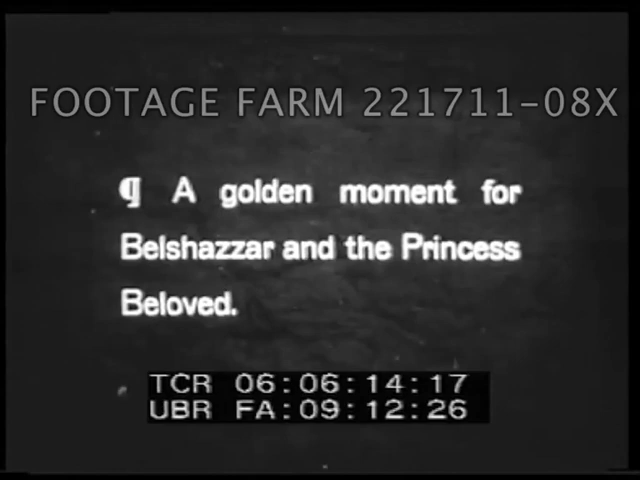 FOOTAGE FARM 221711-08X
¶ A golden moment for
Belshazzar and the Princess
Beloved.
TCR 06:06:14:17
UBR FA:09:12:26